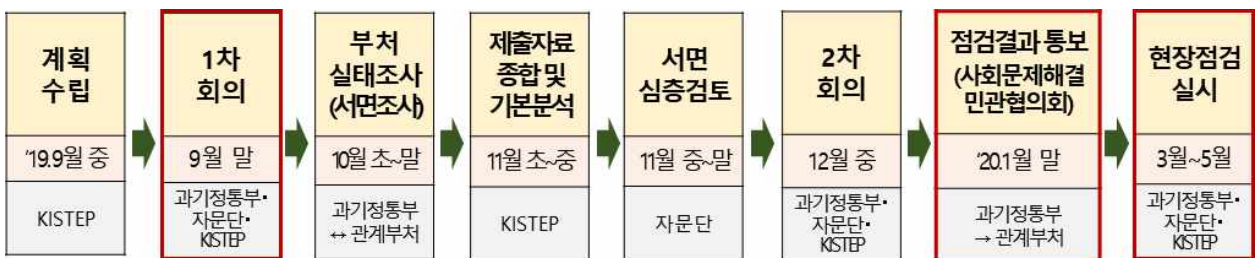 계획
수립
'19.9월 중
KISTEP
1차
회의
9월 말
과기정통부·
자문단·
KISTEP
부처
실태조사
(서면조사)
10월 초~말
과기정통부
↔ 관계부처
제출자료
종합 및
기본분석
11월 초~중
KISTEP
서면
심층검토
11월 중~말
자문단
2차
회의
12월 중
과기정통부·
자문단·
KISTEP
점검결과 통보
(사회문제해결
민관협의회)
'20.1월 말
과기정통부
→ 관계부처
현장점검
실시
3월~5월
과기정통부·
자문단·
KISTEP